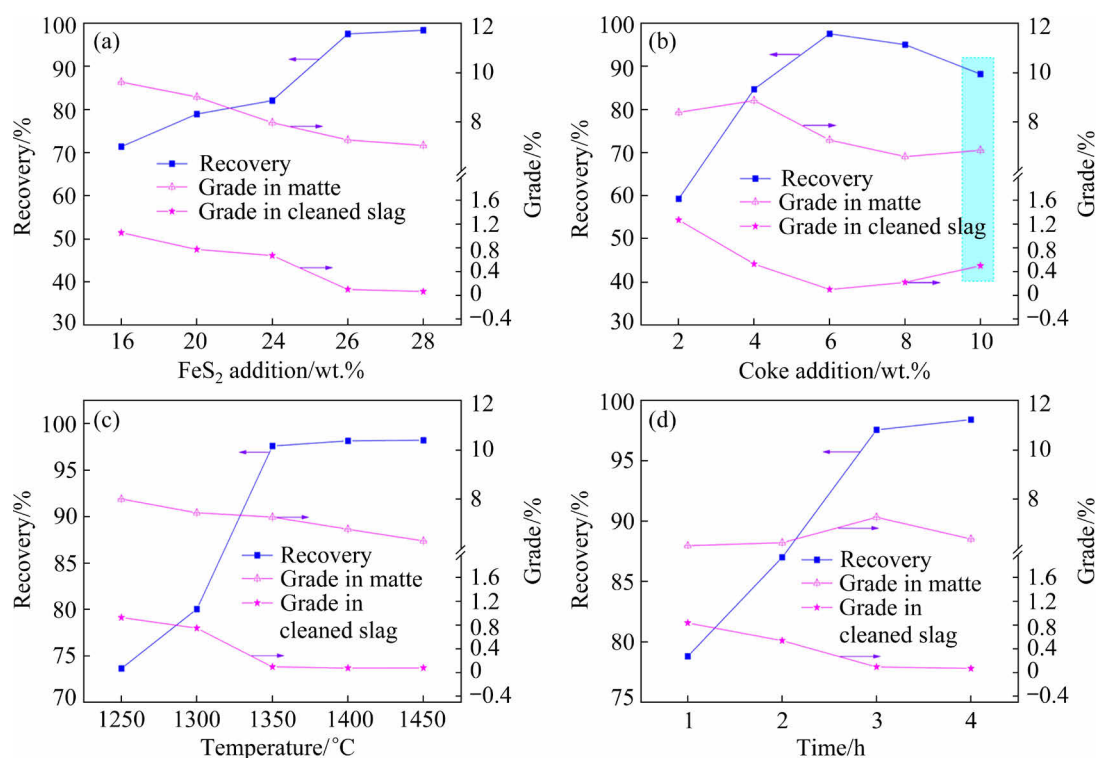 (a)
100
90
80
70
60
50
40
30
Recovery/%
12
10
8
1.6
1.2
0.8
0.4
0
−0.4
Grade/%
Recovery
Grade in matte
Grade in cleaned slag
16 20 24 26 28
FeS₂ addition/wt.%
(b)
100
90
80
70
60
50
40
30
Recovery/%
12
10
8
1.6
1.2
0.8
0.4
0
−0.4
Grade/%
Recovery
Grade in matte
Grade in cleaned slag
2 4 6 8 10
Coke addition/wt.%
(c)
100
95
90
85
80
75
70
Recovery/%
12
10
8
1.6
1.2
0.8
0.4
0
−0.4
Grade/%
Recovery
Grade in matte
Grade in
cleaned slag
1250 1300 1350 1400 1450
Temperature/°C
(d)
100
95
90
85
80
75
Recovery/%
12
10
8
1.6
1.2
0.8
0.4
0
−0.4
Grade/%
Recovery
Grade in matte
Grade in
cleaned slag
1 2 3 4
Time/h